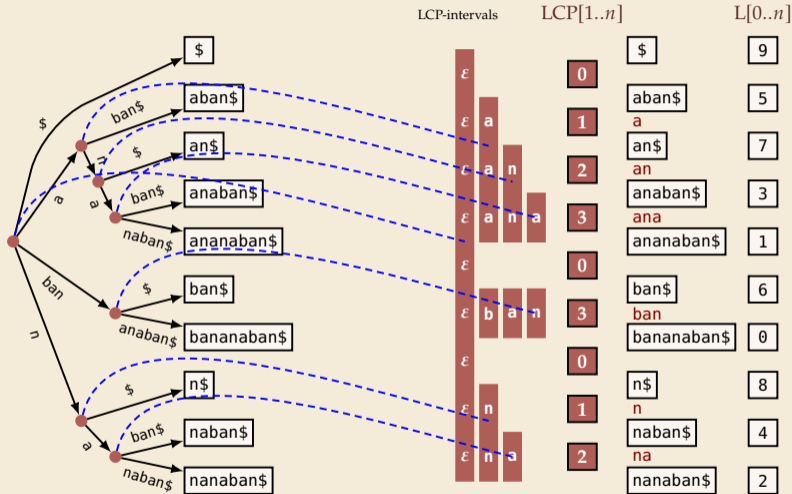 LCP-intervals LCP[1..n] L[0..n]
$ $ 9
ε 0
$ aban$ aban$ 5
ban$ ε a 1 a
n $ an$ an$ 7
a ε a n 2 an
a ban$ anaban$ anaban$ 3
ε a n a 3 ana
naban$ ananaban$ ananaban$ 1
ε 0
ban $ ban$ ban$ 6
ε b a n 3 ban
n anaban$ bananaban$ bananaban$ 0
ε 0
$ n$ n$ 8
ε n 1 n
a ban$ naban$ naban$ 4
ε n a 2 na
naban$ nanaban$ nanaban$ 2